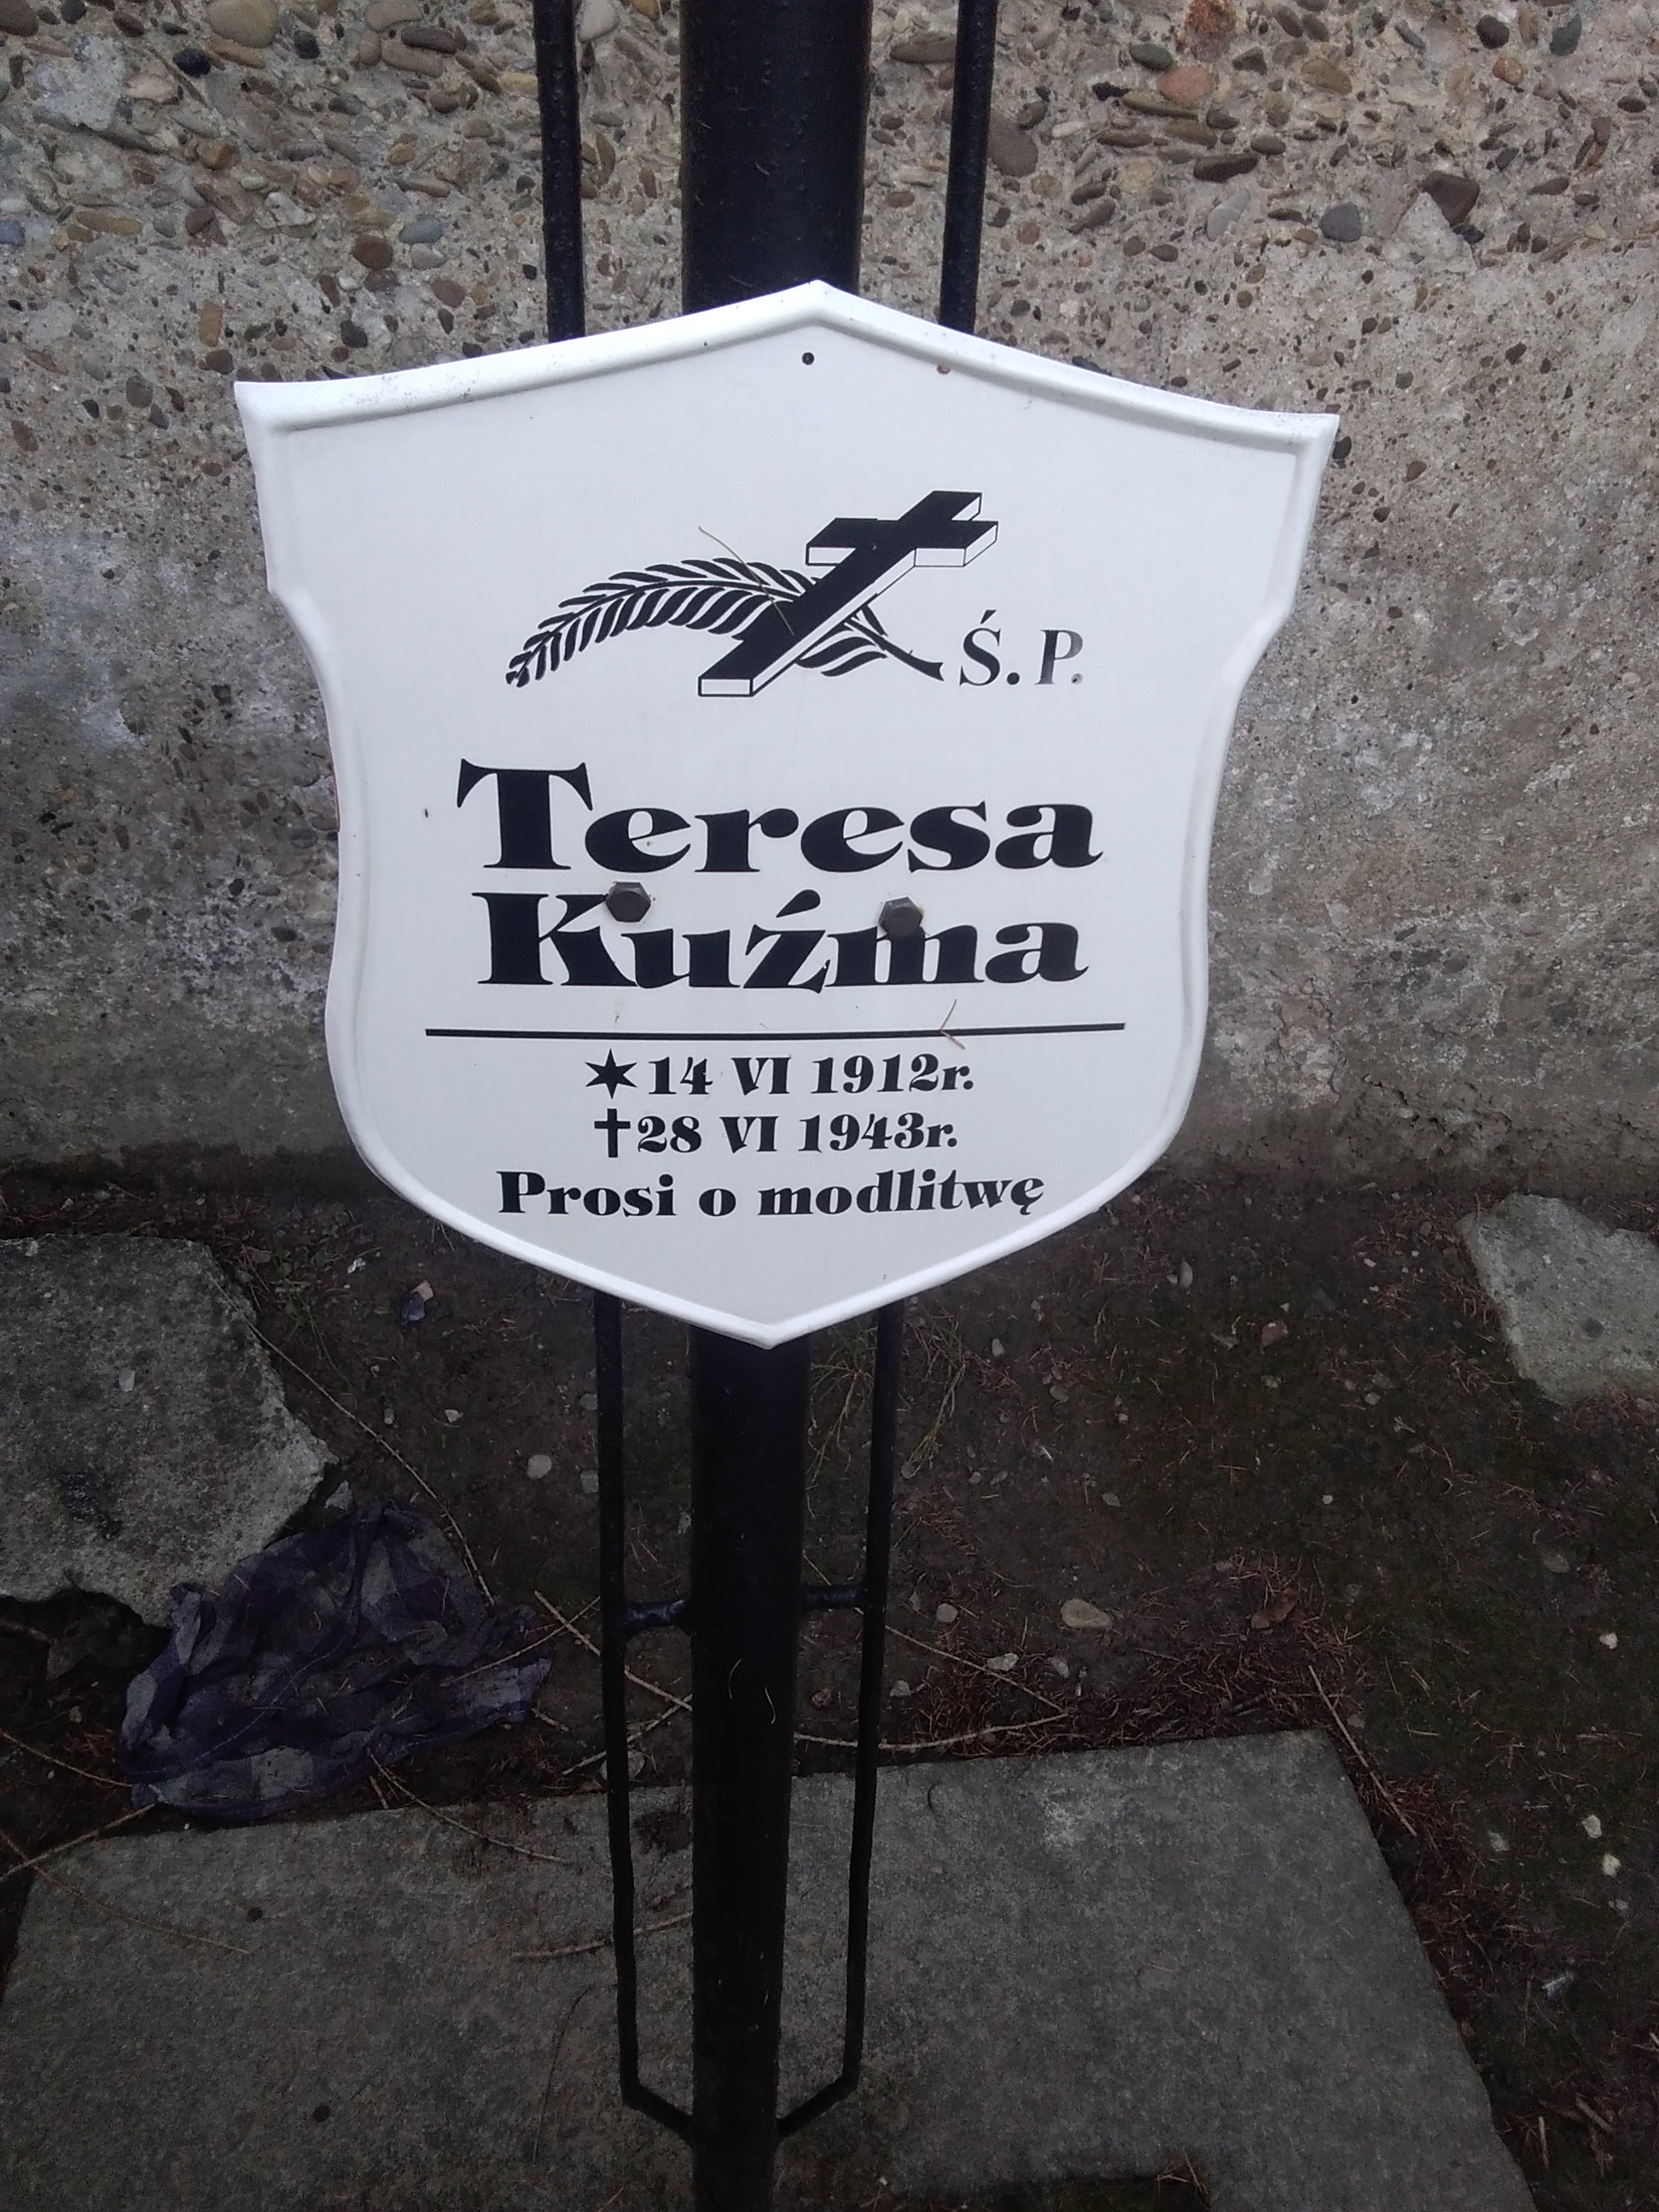 Ś. P.
Teresa
Kuźma
✶14 VI 1912r.
✝28 VI 1943r.
Prosi o modlitwę